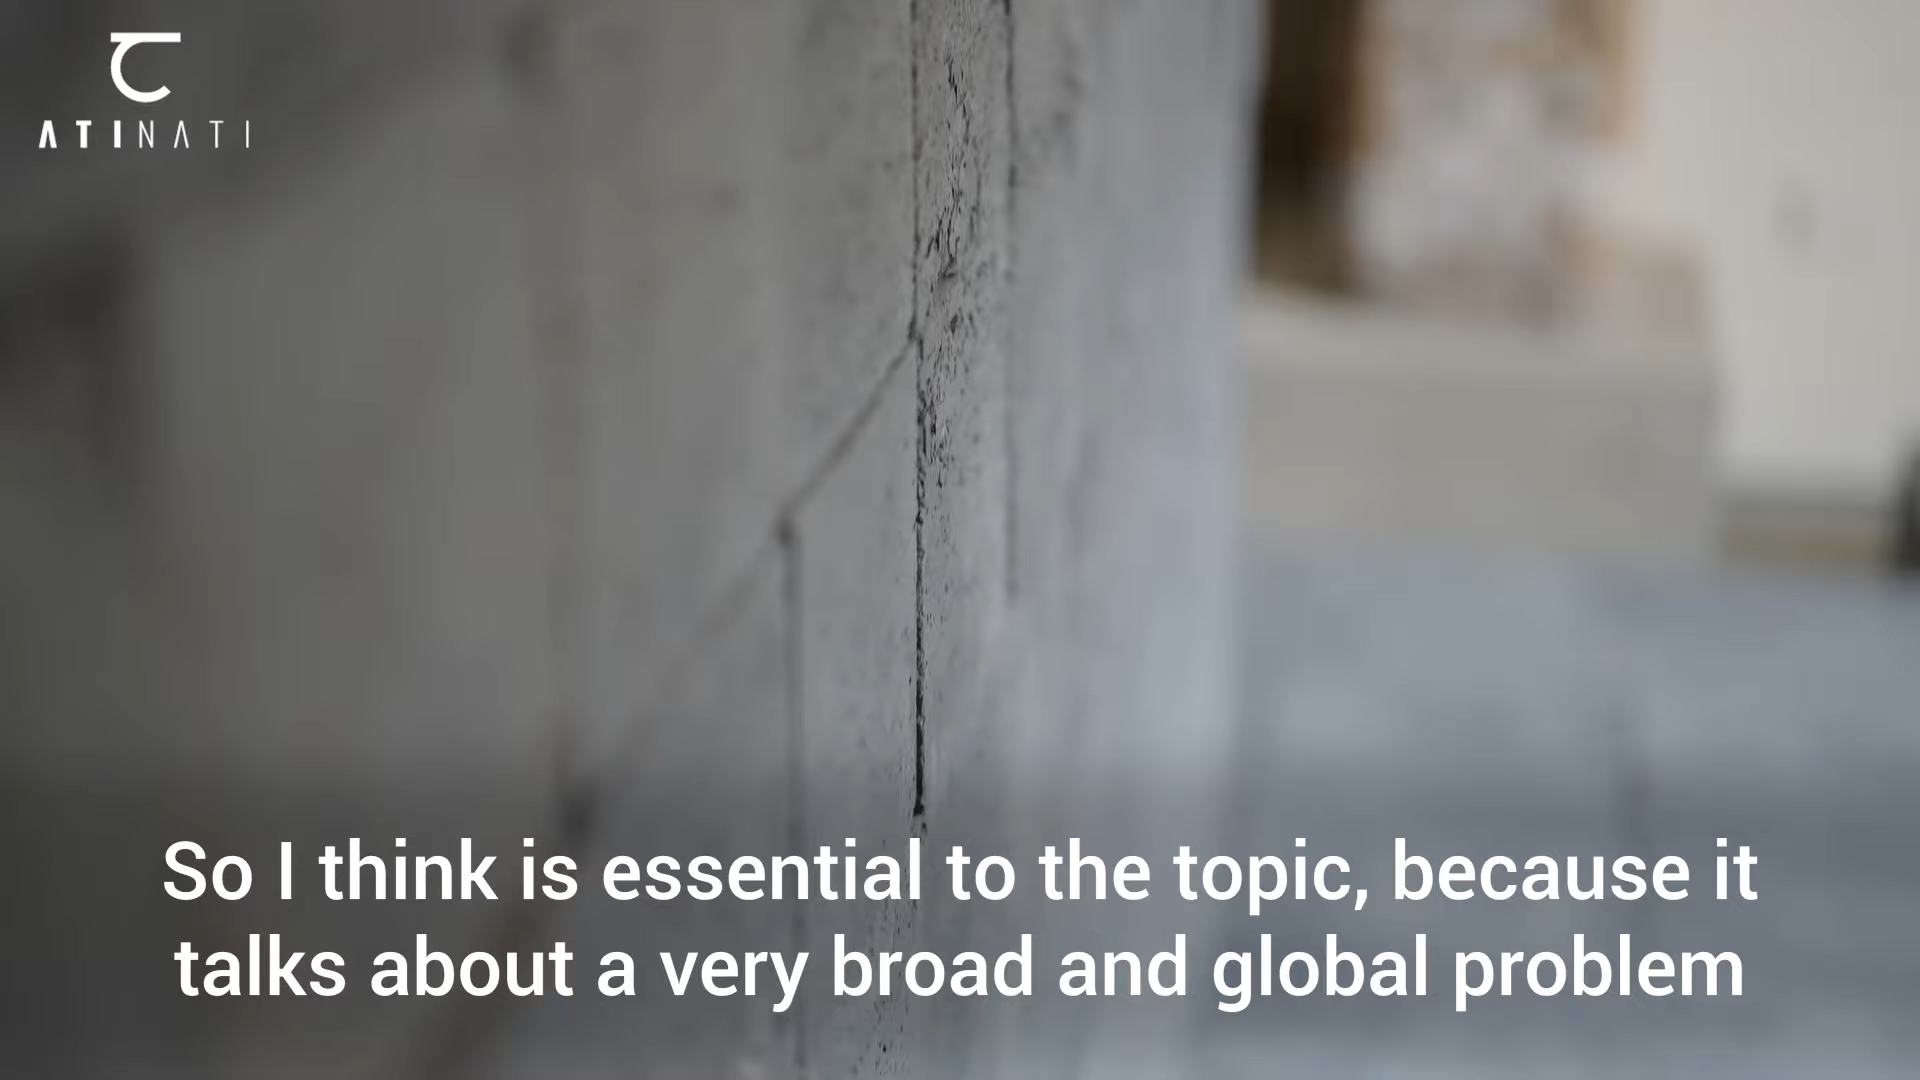 ATINATI
So I think is essential to the topic, because it
talks about a very broad and global problem